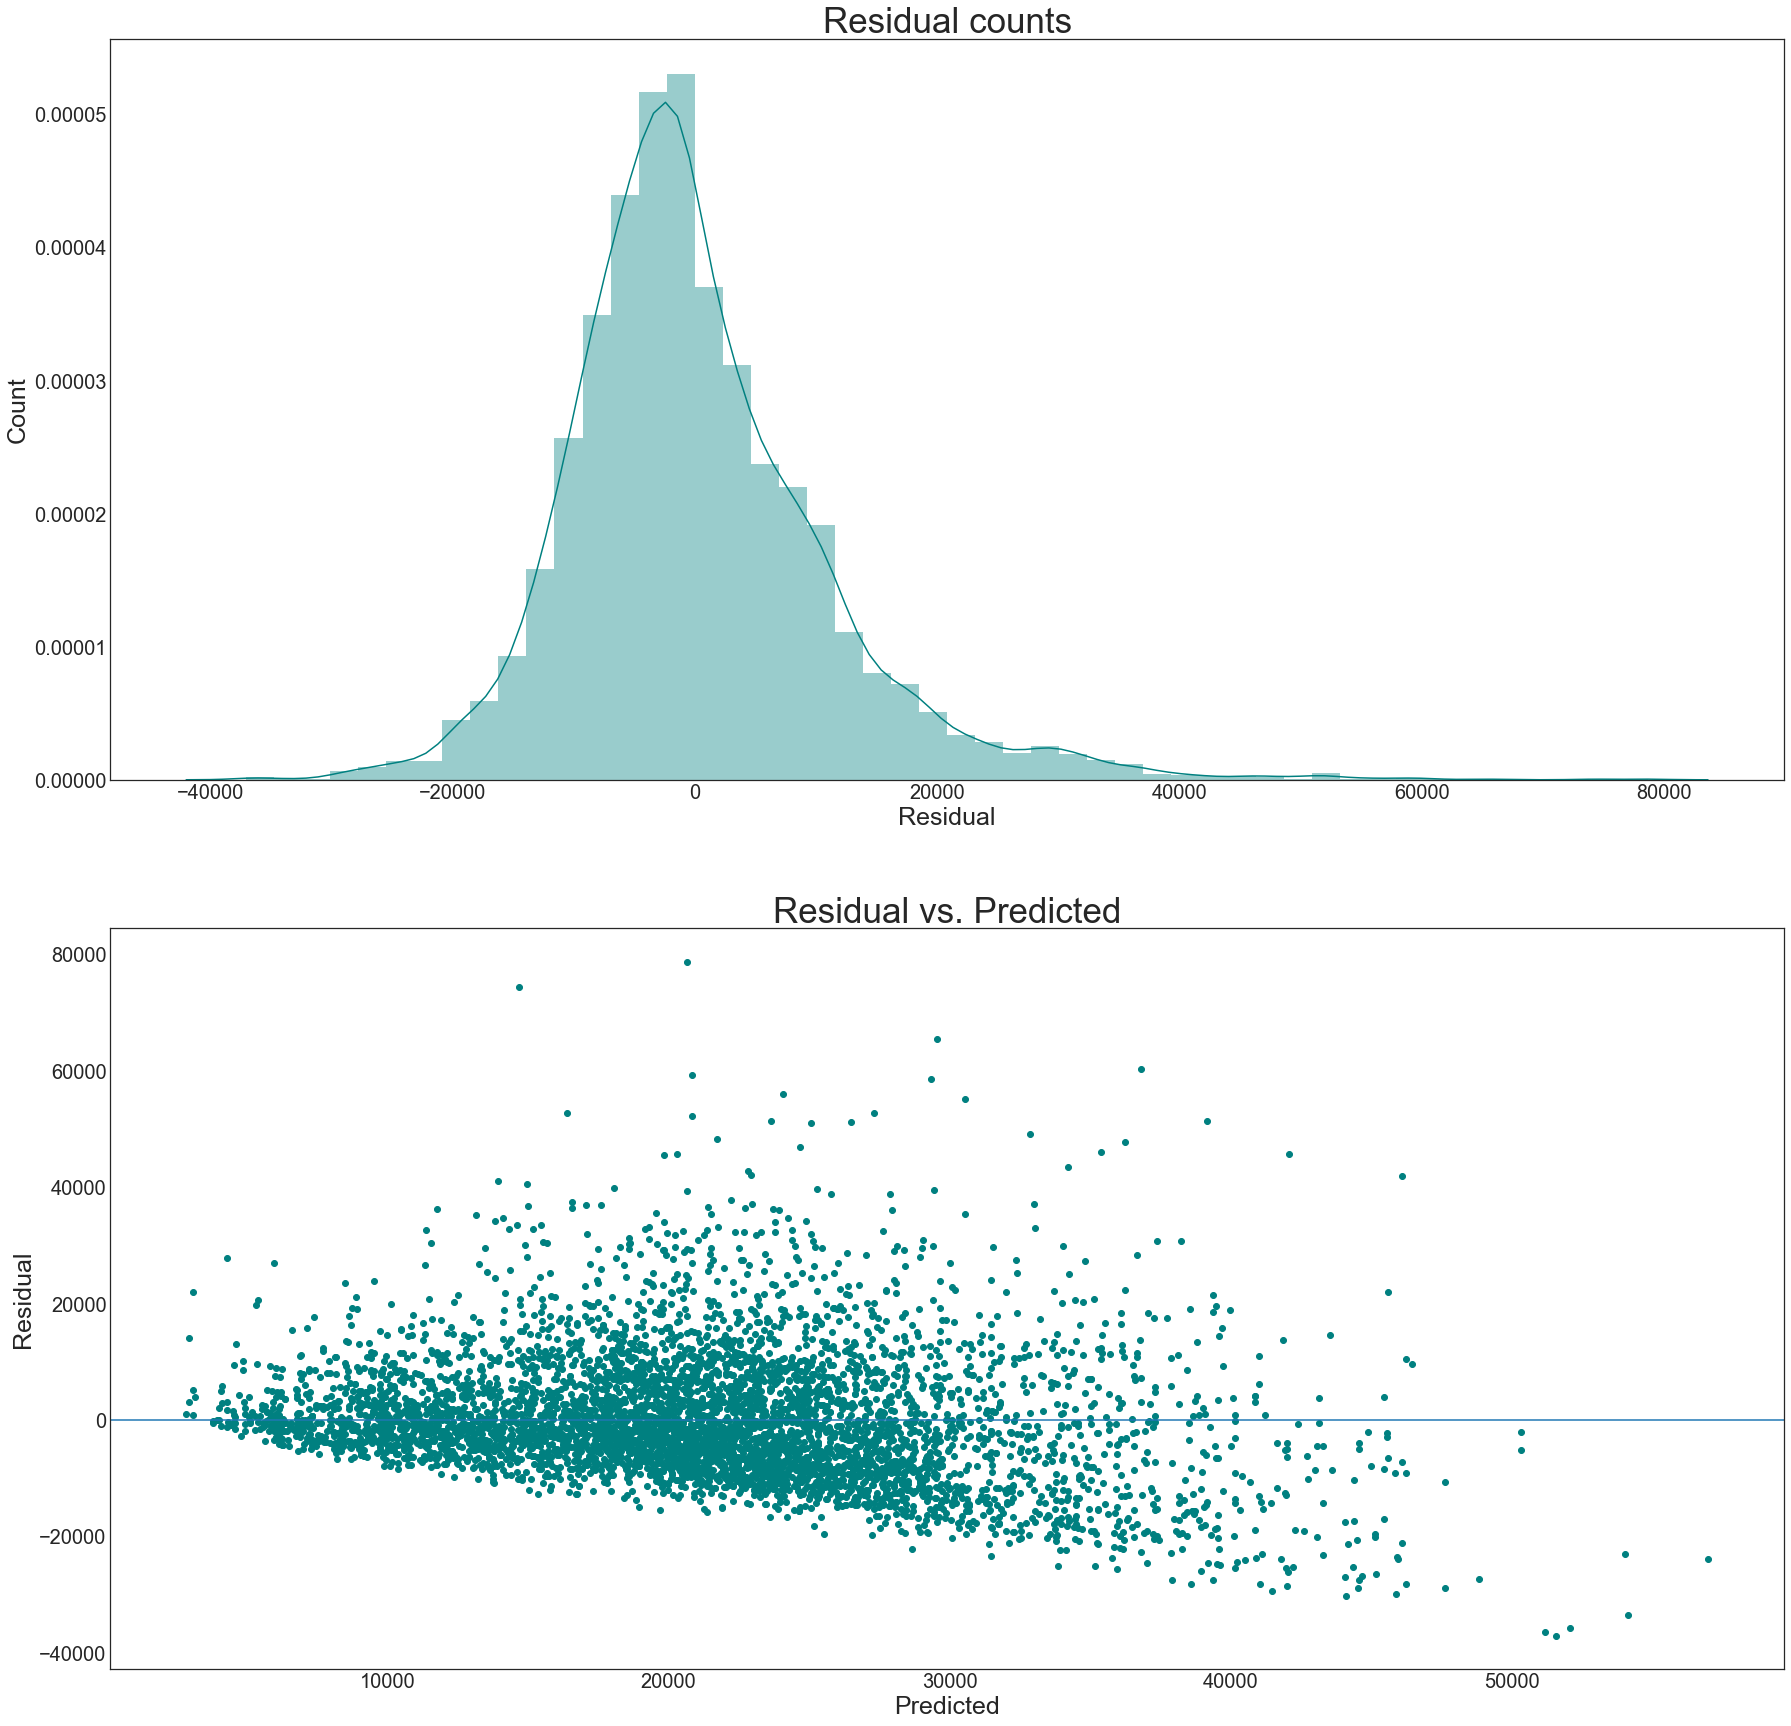 Residual counts
0.00005
0.00004
0.00003
0.00002
0.00001
0.00000
Count
−40000 −20000 0 20000 40000 60000 80000
Residual
Residual vs. Predicted
80000
60000
40000
20000
0
−20000
−40000
Residual
10000 20000 30000 40000 50000
Predicted